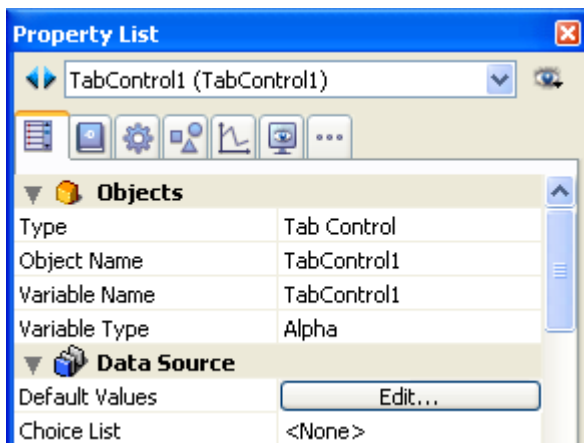 Property List
TabControl1 (TabControl1)
Objects
Type Tab Control
Object Name TabControl1
Variable Name TabControl1
Variable Type Alpha
Data Source
Default Values Edit...
Choice List <None>